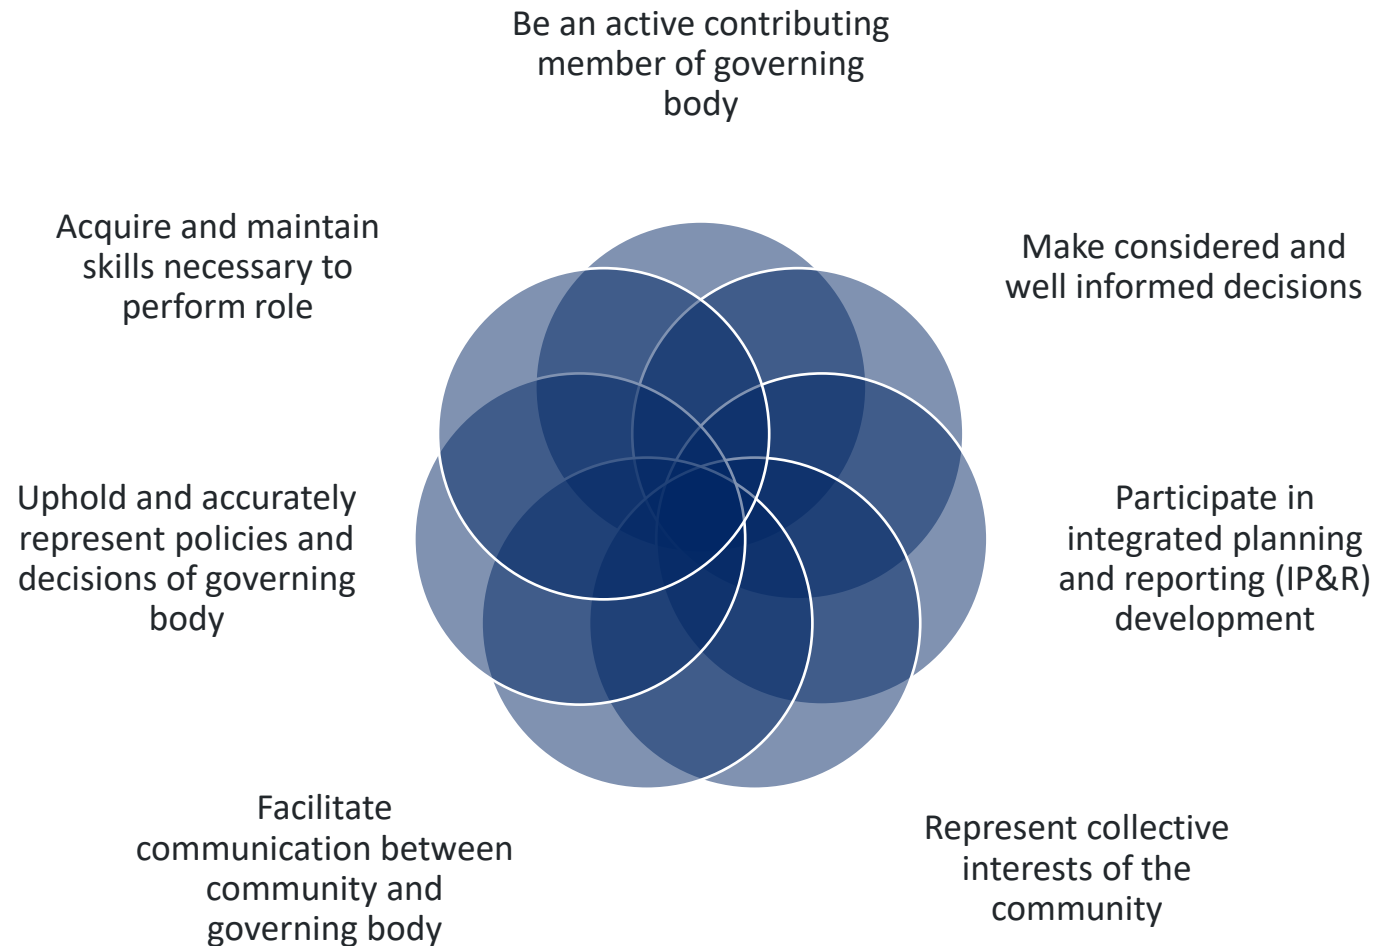 Be an active contributing
member of governing
body
Make considered and
well informed decisions
Participate in
integrated planning
and reporting (IP&R)
development
Represent collective
interests of the
community
Facilitate
communication between
community and
governing body
Uphold and accurately
represent policies and
decisions of governing
body
Acquire and maintain
skills necessary to
perform role